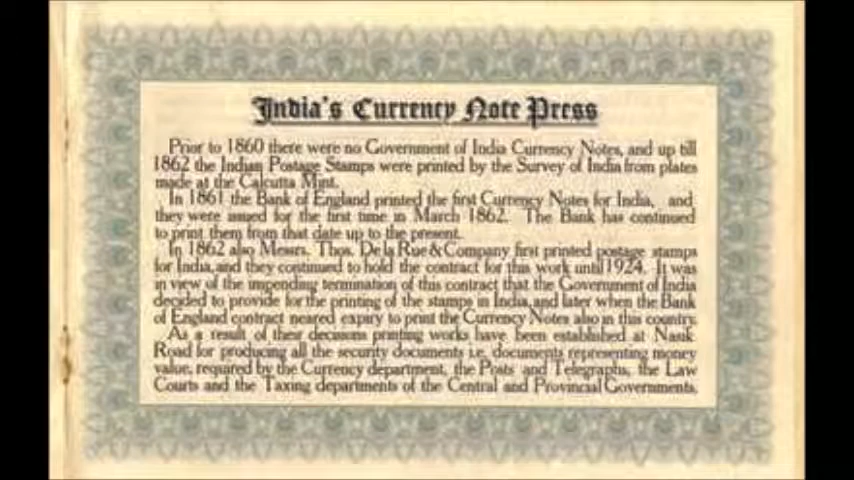 India's Currency Note Press
Prior to 1860 there were no Government of India Currency Notes, and up till
1862 the Indian Postage Stamps were printed by the Survey of India from plates
made at the Calcutta Mint.
In 1861 the Bank of England printed the first Currency Notes for India, and
they were issued for the first time in March 1862. The Bank has continued
to print them from that date up to the present.
In 1862 also Messrs. Thos. De la Rue & Company first printed postage stamps
for India, and they continued to hold the contract for this work until 1924. It was
in view of the impending termination of this contract that the Government of India
decided to provide for the printing of the stamps in India, and later when the Bank
of England contract neared expiry to print the Currency Notes also in this country.
As a result of their decisions printing works have been established at Nasik
Road for producing all the security documents i.e. documents representing money
value, required by the Currency department, the Posts and Telegraphs, the Law
Courts and the Taxing departments of the Central and Provincial Governments.